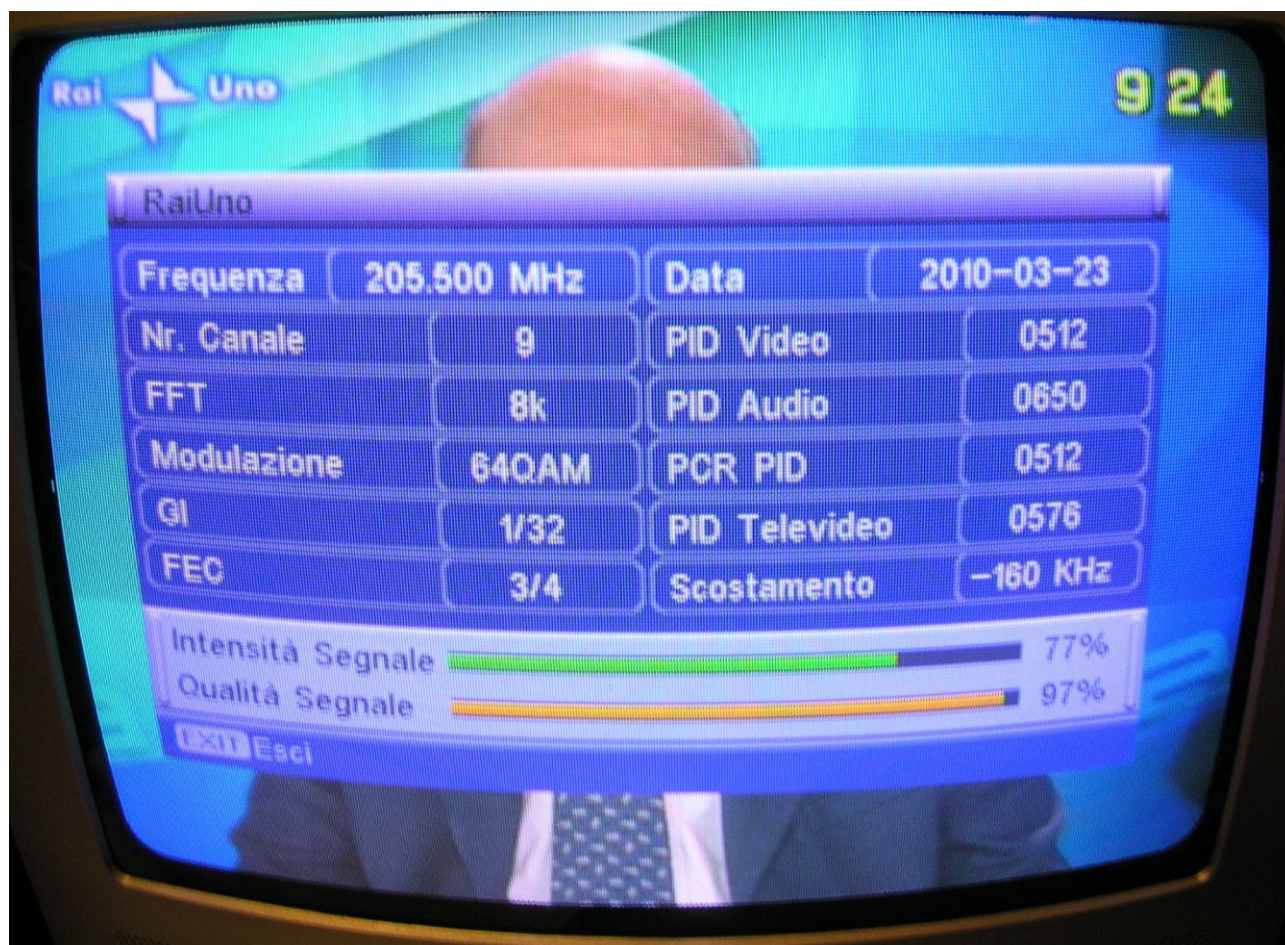 Rai Uno
9 24
RaiUno
Frequenza 205.500 MHz Data 2010-03-23
Nr. Canale 9 PID Video 0512
FFT 8k PID Audio 0650
Modulazione 64QAM PCR PID 0512
GI 1/32 PID Televideo 0576
FEC 3/4 Scostamento -160 KHz
Intensitá Segnale 77%
Qualitá Segnale 97%
EXIT Esci